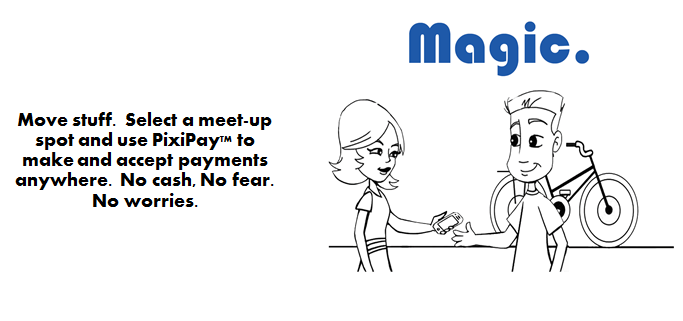 Magic.
Move stuff.  Select a meet-up
spot and use PixiPay™ to
make and accept payments
anywhere.  No cash, No fear.
No worries.